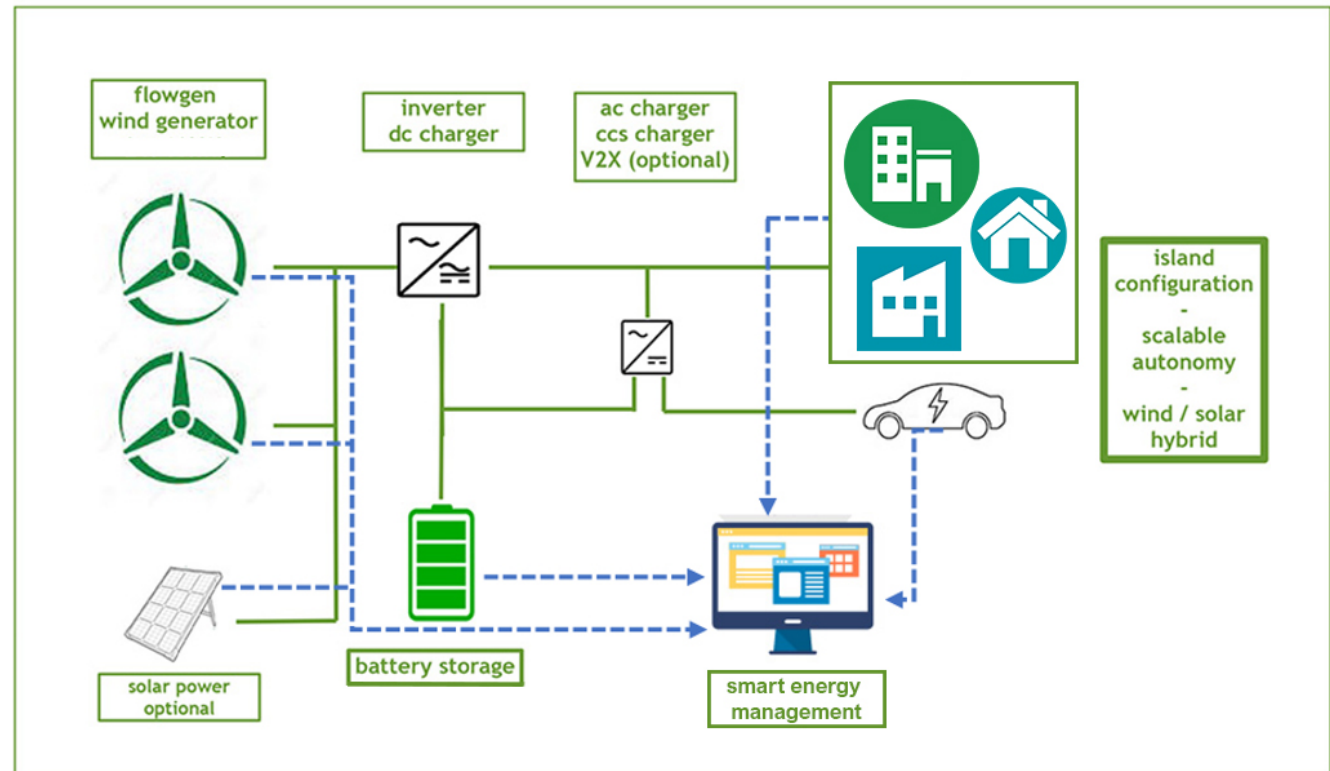 flowgen
wind generator
inverter
dc charger
ac charger
ccs charger
V2X (optional)
island
configuration
-
scalable
autonomy
-
wind / solar
hybrid
battery storage
solar power
optional
smart energy
management